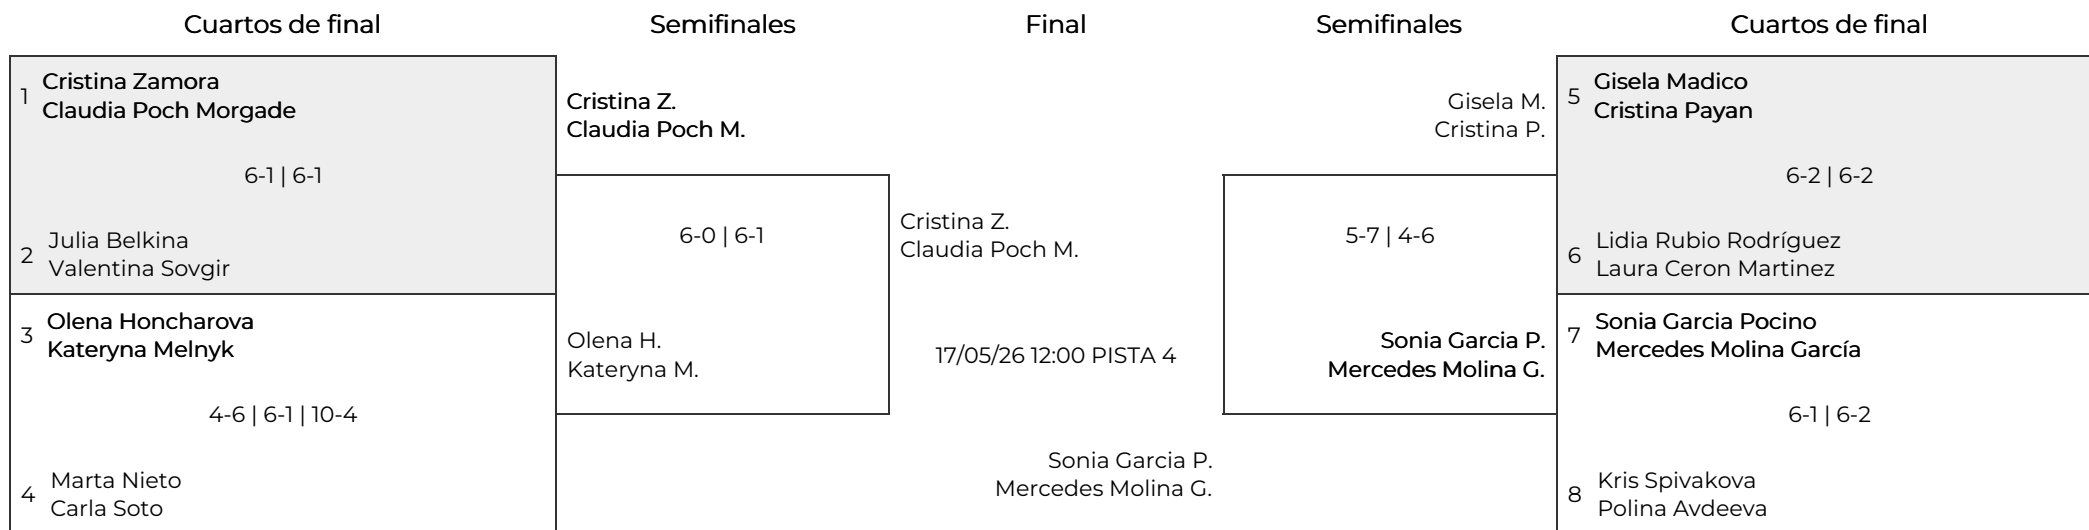 Cuartos de final
Semifinales
Final
Semifinales
Cuartos de final
1
Cristina Zamora
Claudia Poch Morgade
6-1 | 6-1
2
Julia Belkina
Valentina Sovgir
3
Olena Honcharova
Kateryna Melnyk
4-6 | 6-1 | 10-4
4
Marta Nieto
Carla Soto
Cristina Z.
Claudia Poch M.
6-0 | 6-1
Olena H.
Kateryna M.
Cristina Z.
Claudia Poch M.
17/05/26 12:00 PISTA 4
Sonia Garcia P.
Mercedes Molina G.
Gisela M.
Cristina P.
5-7 | 4-6
Sonia Garcia P.
Mercedes Molina G.
5
Gisela Madico
Cristina Payan
6-2 | 6-2
6
Lidia Rubio Rodríguez
Laura Ceron Martinez
7
Sonia Garcia Pocino
Mercedes Molina García
6-1 | 6-2
8
Kris Spivakova
Polina Avdeeva